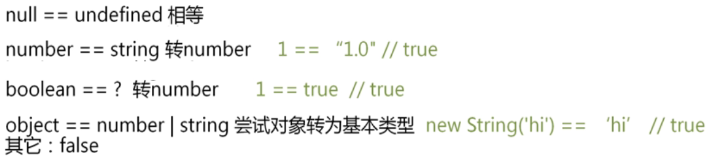 null == undefined 相等
number == string 转number 1 == “1.0" // true
boolean == ? 转number 1 == true // true
object == number | string 尝试对象转为基本类型 new String('hi') == ‘hi’ // true
其它：false